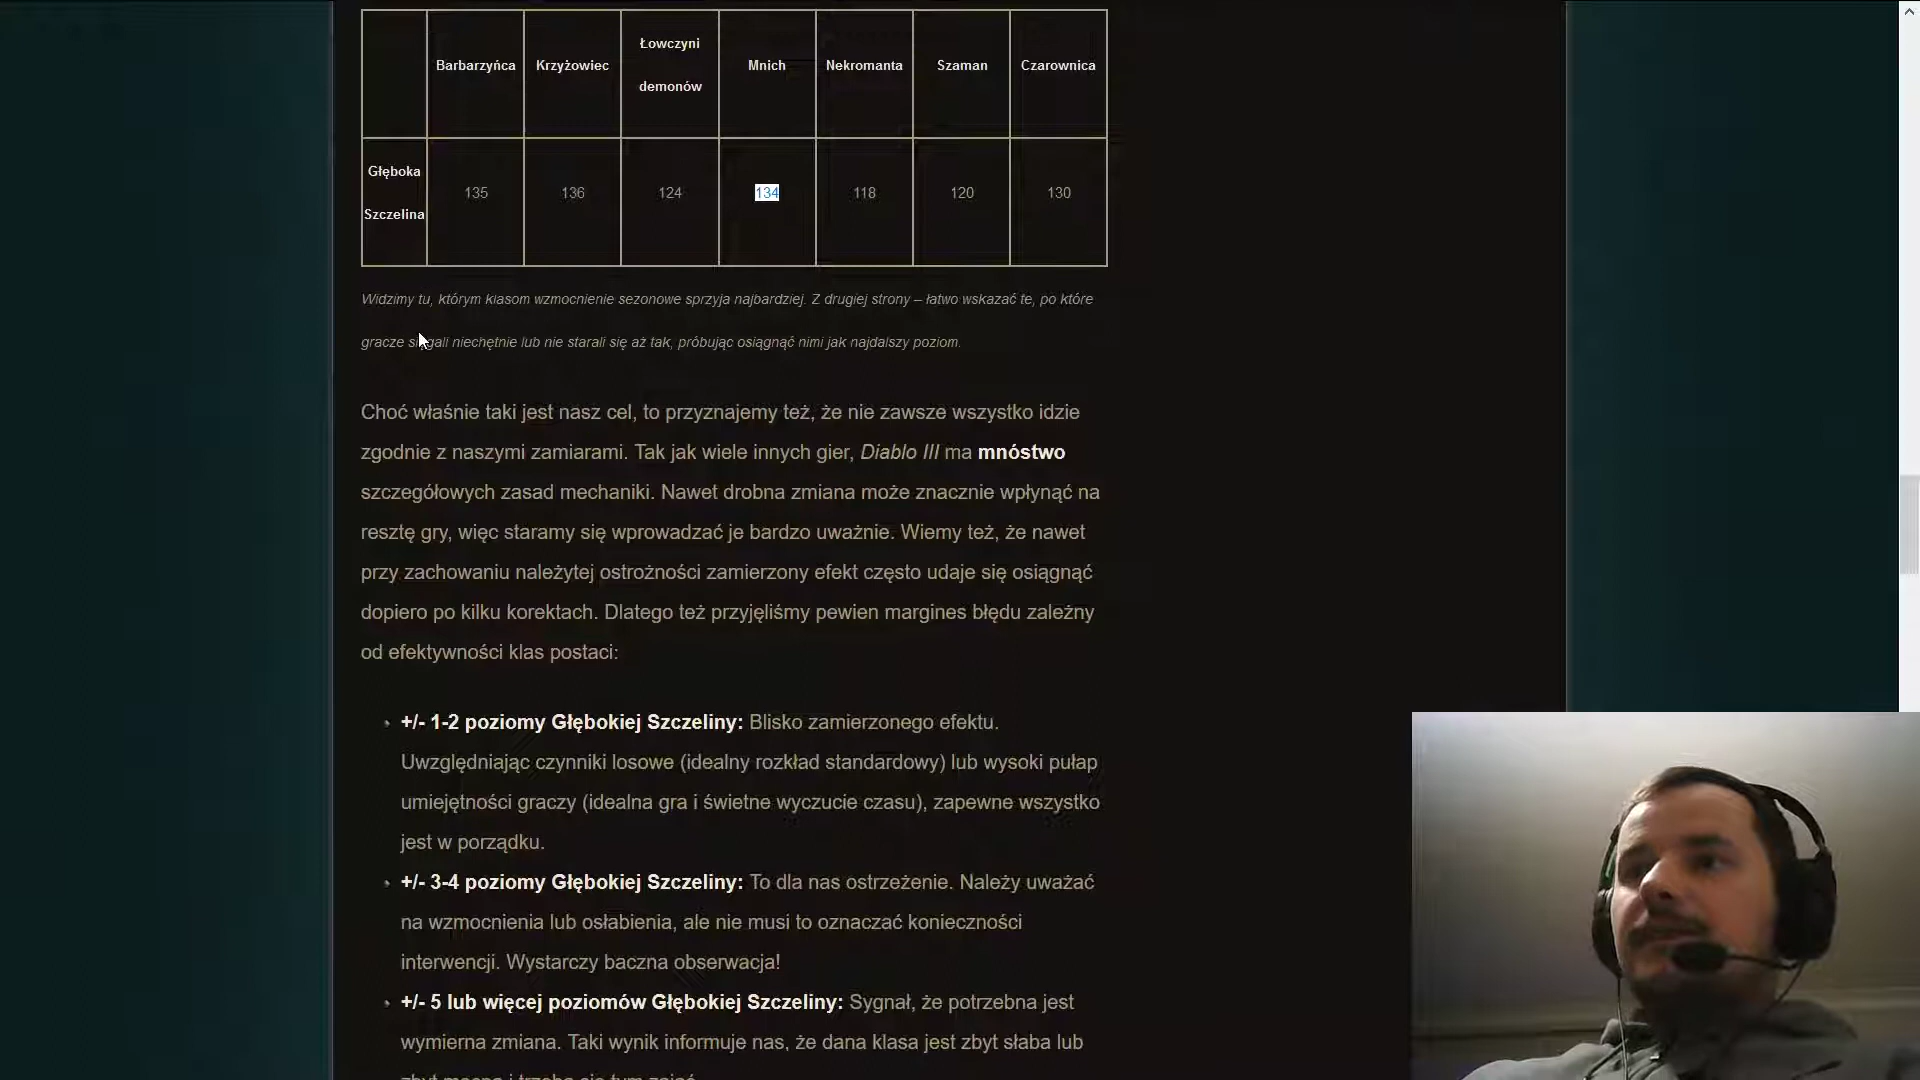 Barbarzyńca Krzyżowiec Łowczyni demonów Mnich Nekromanta Szaman Czarownica
Głęboka Szczelina 135 136 124 134 118 120 130
Widzimy tu, którym klasom wzmocnienie sezonowe sprzyja najbardziej. Z drugiej strony – łatwo wskazać te, po które
gracze sięgali niechętnie lub nie starali się aż tak, próbując osiągnąć nimi jak najdalszy poziom.
Choć właśnie taki jest nasz cel, to przyznajemy też, że nie zawsze wszystko idzie
zgodnie z naszymi zamiarami. Tak jak wiele innych gier, Diablo III ma mnóstwo
szczegółowych zasad mechaniki. Nawet drobna zmiana może znacznie wpłynąć na
resztę gry, więc staramy się wprowadzać je bardzo uważnie. Wiemy też, że nawet
przy zachowaniu należytej ostrożności zamierzony efekt często udaje się osiągnąć
dopiero po kilku korektach. Dlatego też przyjęliśmy pewien margines błędu zależny
od efektywności klas postaci:
+/- 1-2 poziomy Głębokiej Szczeliny: Blisko zamierzonego efektu.
Uwzględniając czynniki losowe (idealny rozkład standardowy) lub wysoki pułap
umiejętności graczy (idealna gra i świetne wyczucie czasu), zapewne wszystko
jest w porządku.
+/- 3-4 poziomy Głębokiej Szczeliny: To dla nas ostrzeżenie. Należy uważać
na wzmocnienia lub osłabienia, ale nie musi to oznaczać konieczności
interwencji. Wystarczy baczna obserwacja!
+/- 5 lub więcej poziomów Głębokiej Szczeliny: Sygnał, że potrzebna jest
wymierna zmiana. Taki wynik informuje nas, że dana klasa jest zbyt słaba lub